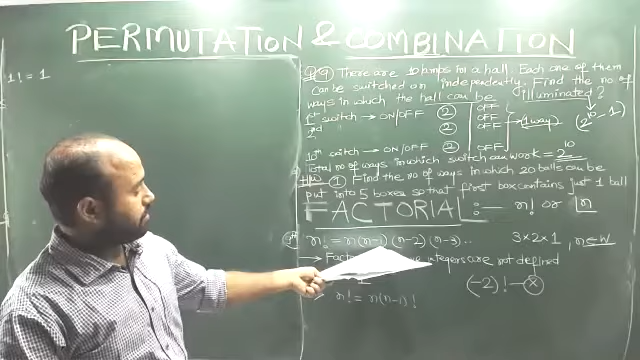 PERMUTATION & COMBINATION
1! = 1
Q.9) There are 10 lamps in a hall. Each one of them
can be switched on independently. Find the no of
ways in which the hall can be illuminated ?
1st switch → ON/OFF ② OFF
2nd ② OFF
OFF → 1 way (2^10 - 1)
10th switch → ON/OFF ② OFF
Total no of ways in which switch can work = 2^10
H/W ① Find the no of ways in which 20 balls can be
put into 5 boxes so that first box contains just 1 ball
FACTORIAL :— n! or ⌊n
n! = n(n-1)(n-2)(n-3).. 3×2×1, n∈W
→ integers are not defined
(-2)! — ⓧ
n! = n(n-1)!